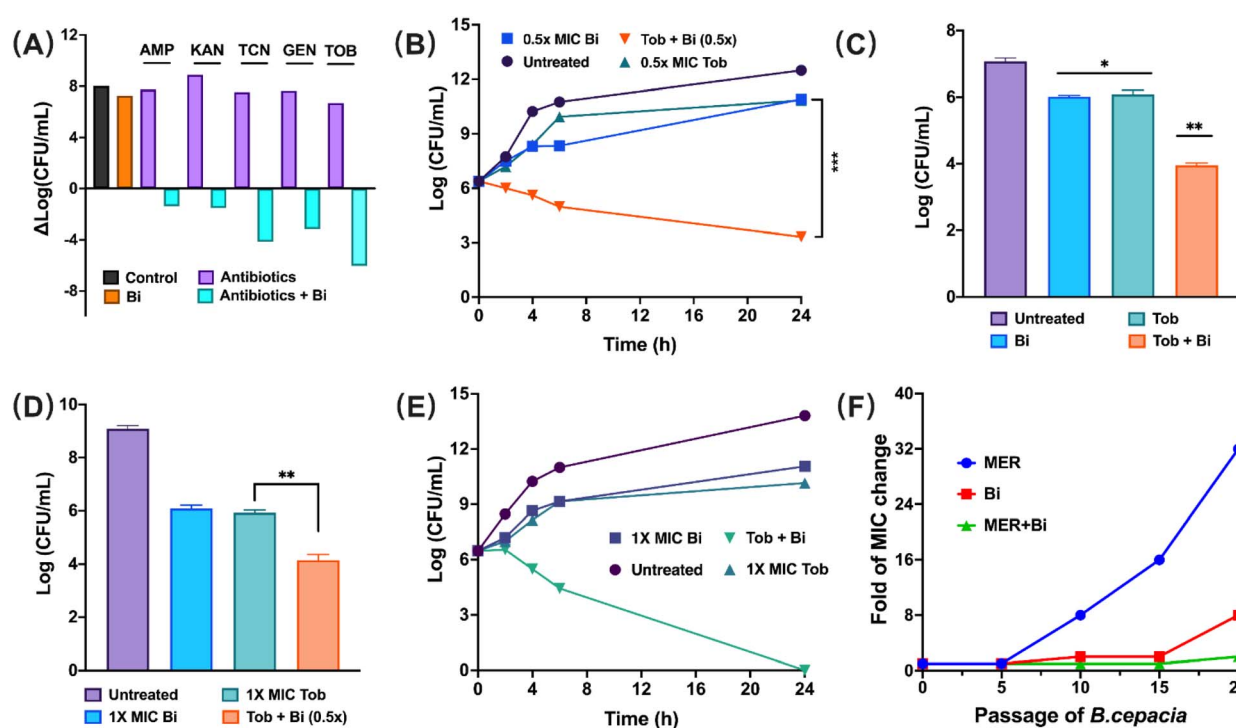 (A)
AMP KAN TCN GEN TOB
ΔLog(CFU/mL)
12
8
4
0
-4
-8
Control
Antibiotics
Bi
Antibiotics + Bi
(B)
Log (CFU/mL)
15
12
9
6
3
0
0.5x MIC Bi
Tob + Bi (0.5x)
Untreated
0.5x MIC Tob
***
0 4 8 12 16 20 24
Time (h)
(C)
Log (CFU/mL)
8
6
4
2
0
*
**
Untreated
Tob
Bi
Tob + Bi
(D)
Log (CFU/mL)
10
8
6
4
2
0
**
Untreated
1X MIC Tob
1X MIC Bi
Tob + Bi (0.5x)
(E)
Log (CFU/mL)
15
12
9
6
3
0
1X MIC Bi
Tob + Bi
Untreated
1X MIC Tob
0 4 8 12 16 20 24
Time (h)
(F)
Fold of MIC change
40
32
24
16
8
0
MER
Bi
MER+Bi
0 5 10 15
Passage of B.cepacia